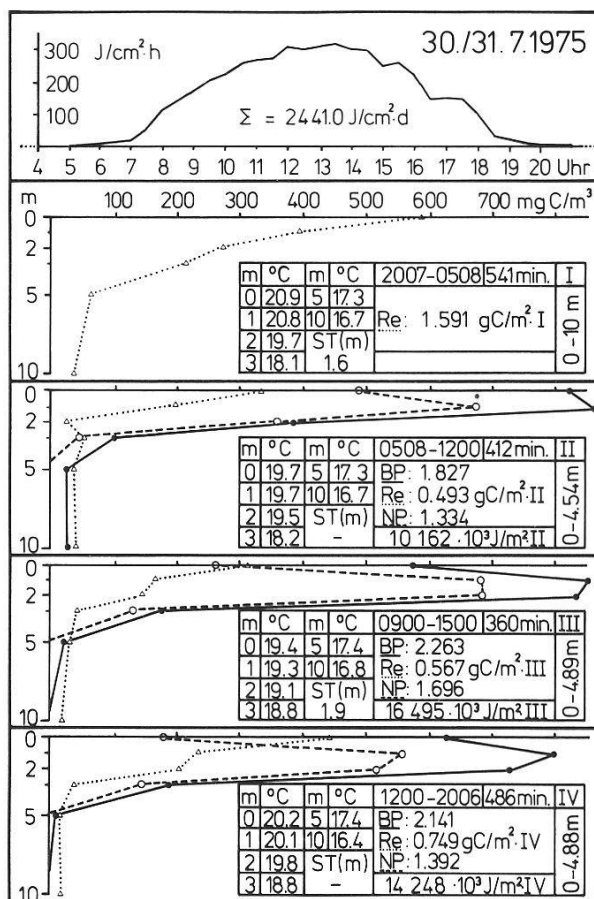 300 J/cm²·h 30./31.7.1975
200
100 Σ = 2441.0 J/cm²·d
4 5 6 7 8 9 10 11 12 13 14 15 16 17 18 19 20 Uhr
m 100 200 300 400 500 600 700 mg C/m³
0
2
5
10
m °C m °C 2007-0508 541min. I
0 20.9 5 17.3
1 20.8 10 16.7 Re: 1.591 gC/m²·I
2 19.7 ST(m)
3 18.1 1.6
0-10 m
0
2
5
10
m °C m °C 0508-1200 412min. II
0 19.7 5 17.3 BP: 1.827
1 19.7 10 16.7 Re: 0.493 gC/m²·II
2 19.5 ST(m) NP: 1.334
3 18.2 - 10 162 ·10³J/m²II
0-4.54m
0
2
5
10
m °C m °C 0900-1500 360min. III
0 19.4 5 17.4 BP: 2.263
1 19.3 10 16.8 Re: 0.567 gC/m²·III
2 19.1 ST(m) NP: 1.696
3 18.8 1.9 16 495 ·10³J/m²III
0-4.89m
0
2
5
10
m °C m °C 1200-2006 486min. IV
0 20.2 5 17.4 BP: 2.141
1 20.1 10 16.4 Re: 0.749 gC/m²·IV
2 19.8 ST(m) NP: 1.392
3 18.8 - 14 248 ·10³J/m²IV
0-4.88m